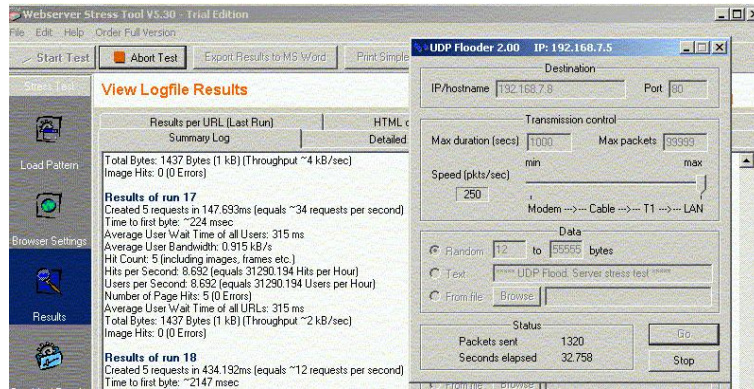 Webserver Stress Tool V5.30 - Trial Edition
File Edit Help Order Full Version
Start Test Abort Test Export Results to MS Word Print Simple
Stress Test
View Logfile Results
Results per URL (Last Run) HTML
Summary Log Detailed
Load Pattern
Browser Settings
Results
Total Bytes: 1437 Bytes (1 kB) (Throughput ~4 kB/sec)
Image Hits: 0 (0 Errors)
Results of run 17
Created 5 requests in 147.693ms (equals ~34 requests per second)
Time to first byte: ~224 msec
Average User Wait Time of all Users: 315 ms
Average User Bandwidth: 0.915 kB/s
Hit Count: 5 (including images, frames etc.)
Hits per Second: 8.692 (equals 31290.194 Hits per Hour)
Users per Second: 8.692 (equals 31290.194 Users per Hour)
Number of Page Hits: 5 (0 Errors)
Average User Wait Time of all URLs: 315 ms
Total Bytes: 1437 Bytes (1 kB) (Throughput ~2 kB/sec)
Image Hits: 0 (0 Errors)
Results of run 18
Created 5 requests in 434.192ms (equals ~12 requests per second)
Time to first byte: ~2147 msec
UDP Flooder 2.00 IP: 192.168.7.5
Destination
IP/hostname 192.168.7.8 Port 80
Transmission control
Max duration (secs) 1000 Max packets 99999
min max
Speed (pkts/sec)
250
Modem ---> Cable ---> T1 ---> LAN
Data
Random 12 to 55555 bytes
Text ***** UDP Flood. Server stress test *****
From file Browse
Status
Packets sent 1320
Seconds elapsed 32.758
Go
Stop
From file Browse